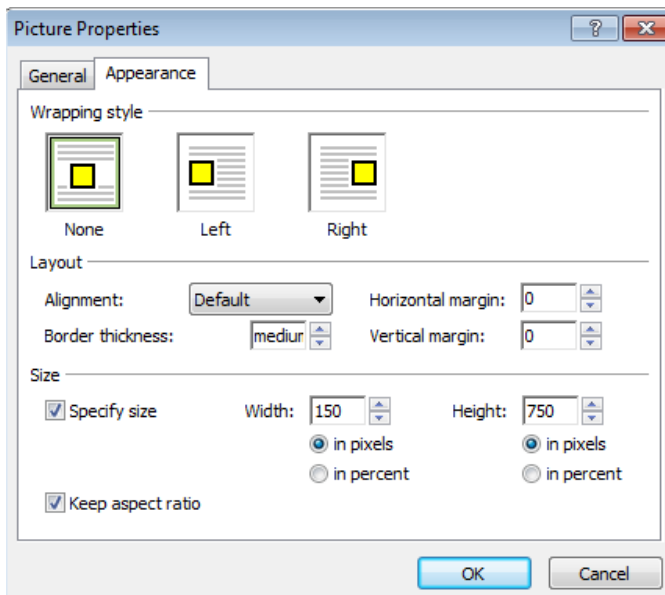 Picture Properties
General Appearance
Wrapping style
None Left Right
Layout
Alignment: Default Horizontal margin: 0
Border thickness: mediur Vertical margin: 0
Size
Specify size Width: 150 Height: 750
in pixels in pixels
in percent in percent
Keep aspect ratio
OK Cancel